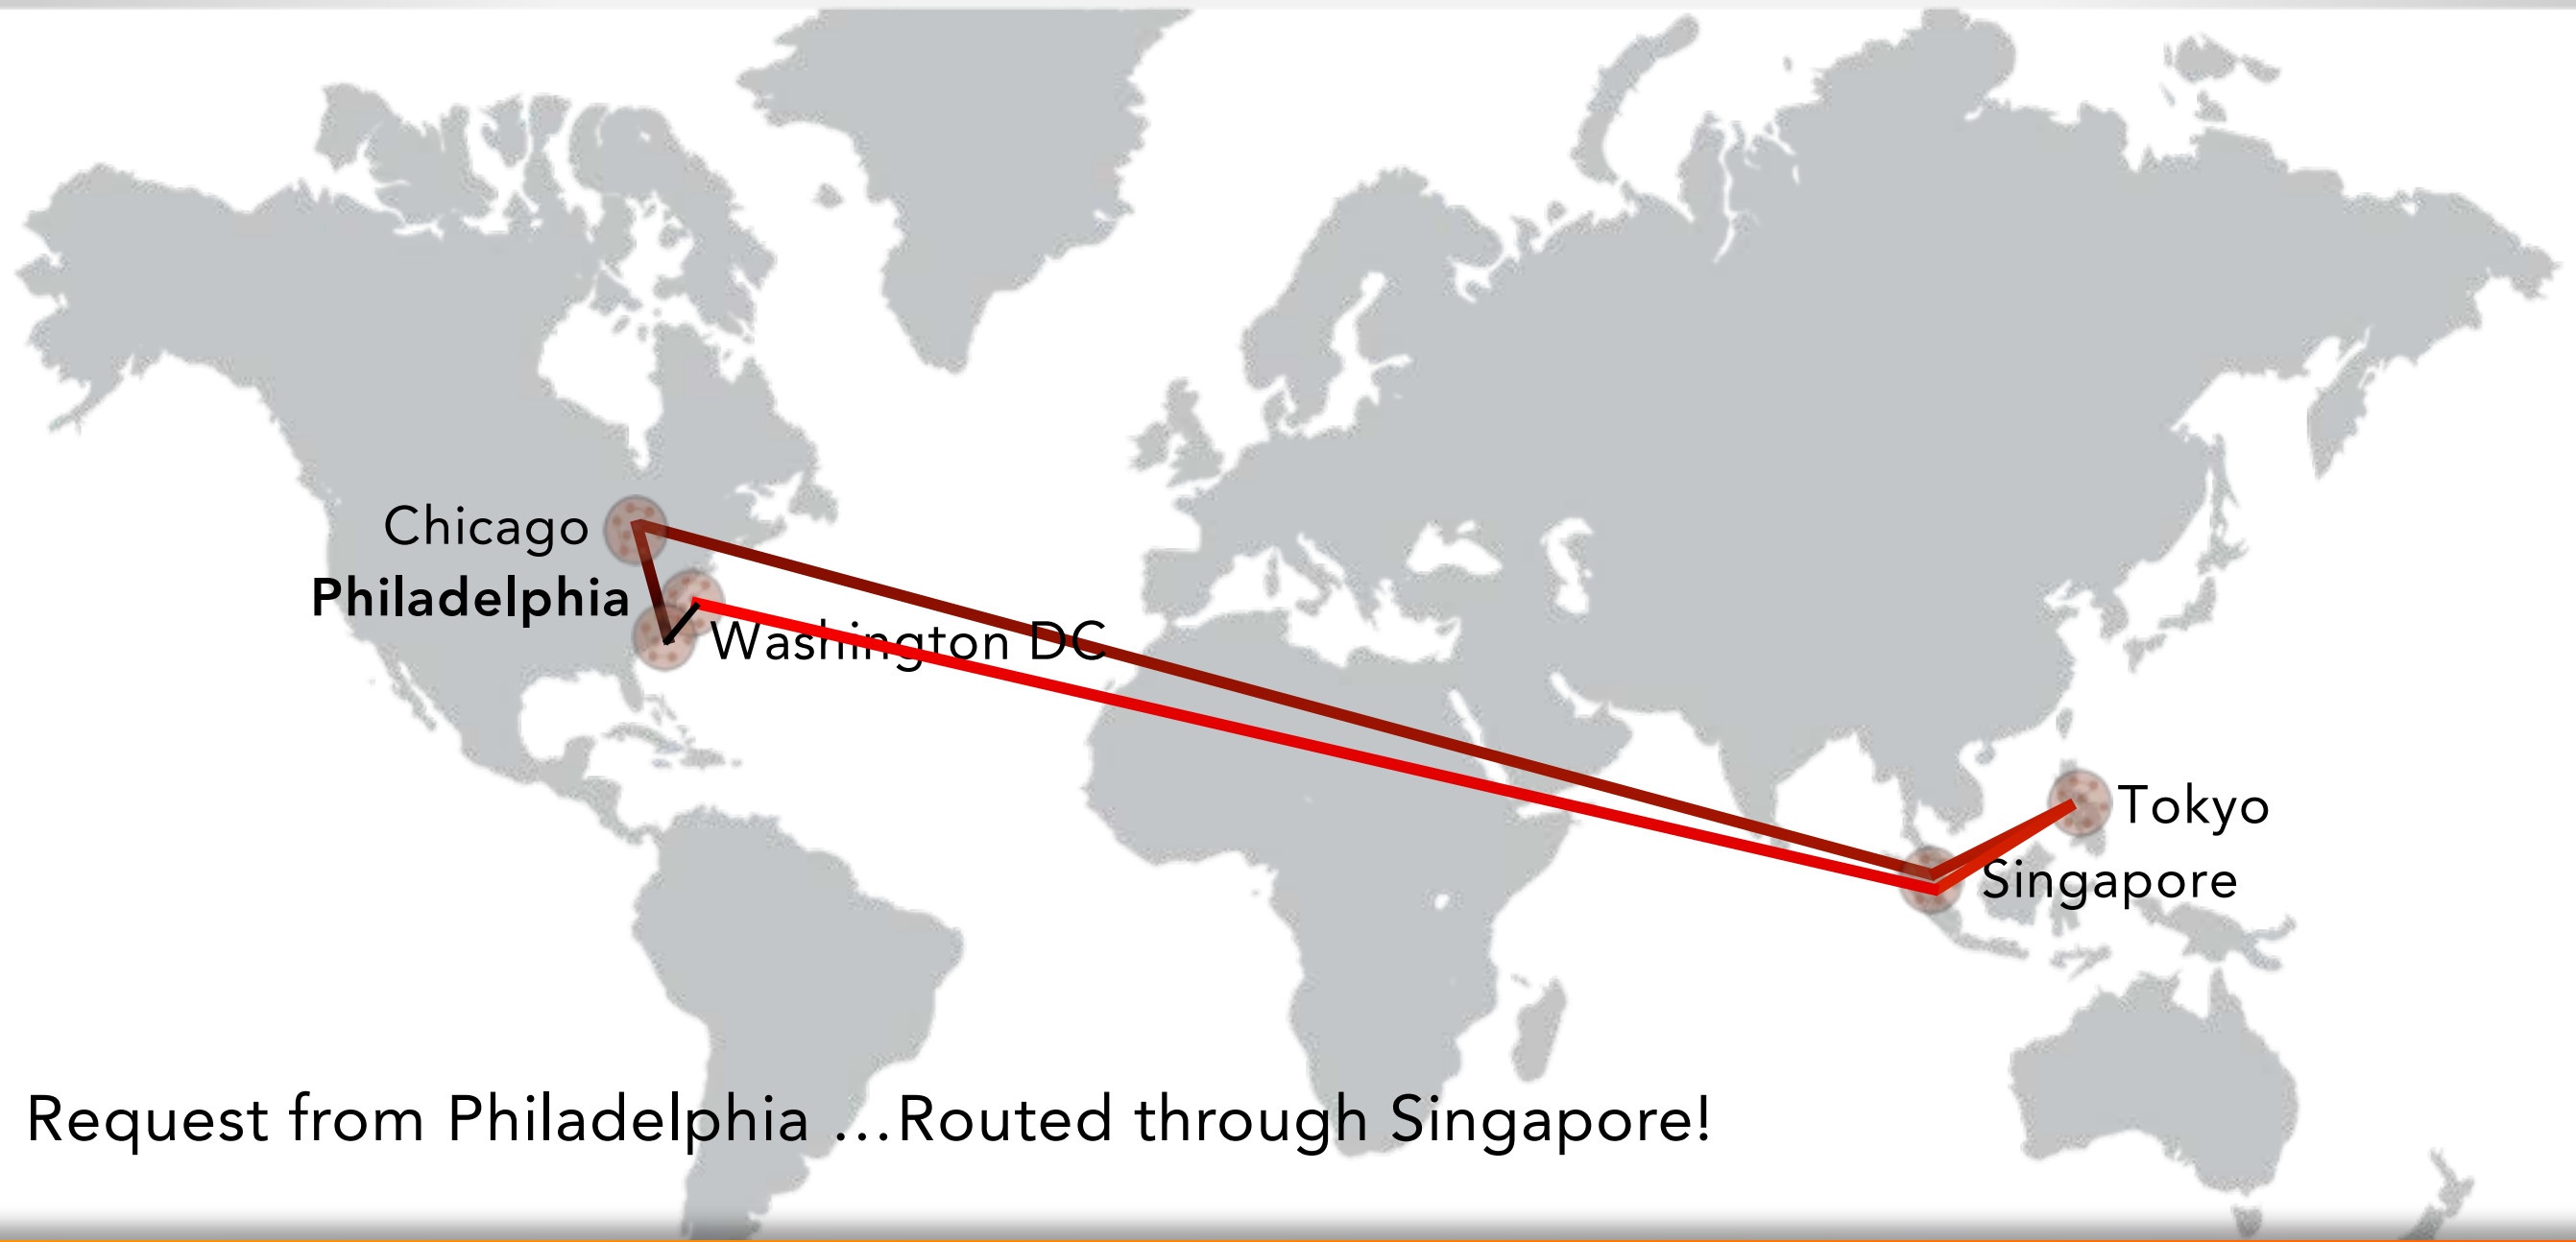 Chicago
Philadelphia
Washington DC
Tokyo
Singapore
Request from Philadelphia ...Routed through Singapore!